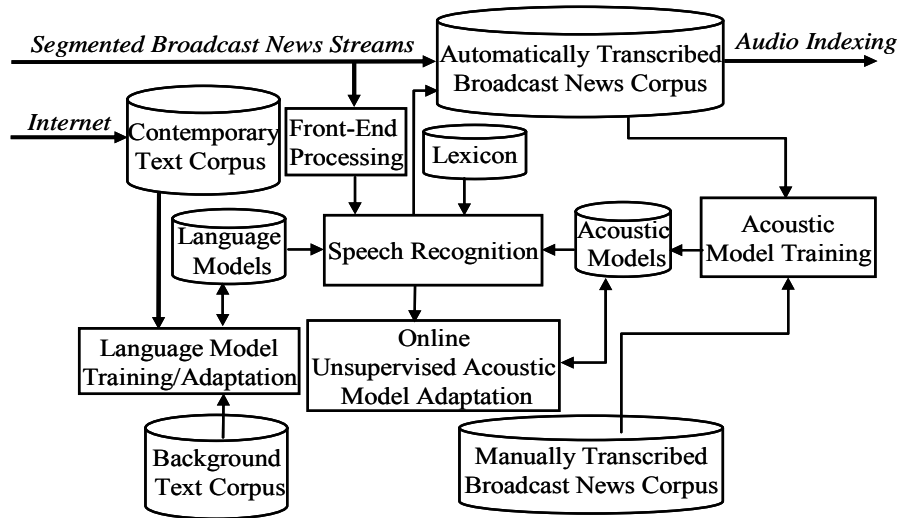 Segmented Broadcast News Streams
Automatically Transcribed
Broadcast News Corpus
Audio Indexing
Internet
Contemporary
Text Corpus
Front-End
Processing
Lexicon
Language
Models
Speech Recognition
Acoustic
Models
Acoustic
Model Training
Language Model
Training/Adaptation
Online
Unsupervised Acoustic
Model Adaptation
Background
Text Corpus
Manually Transcribed
Broadcast News Corpus